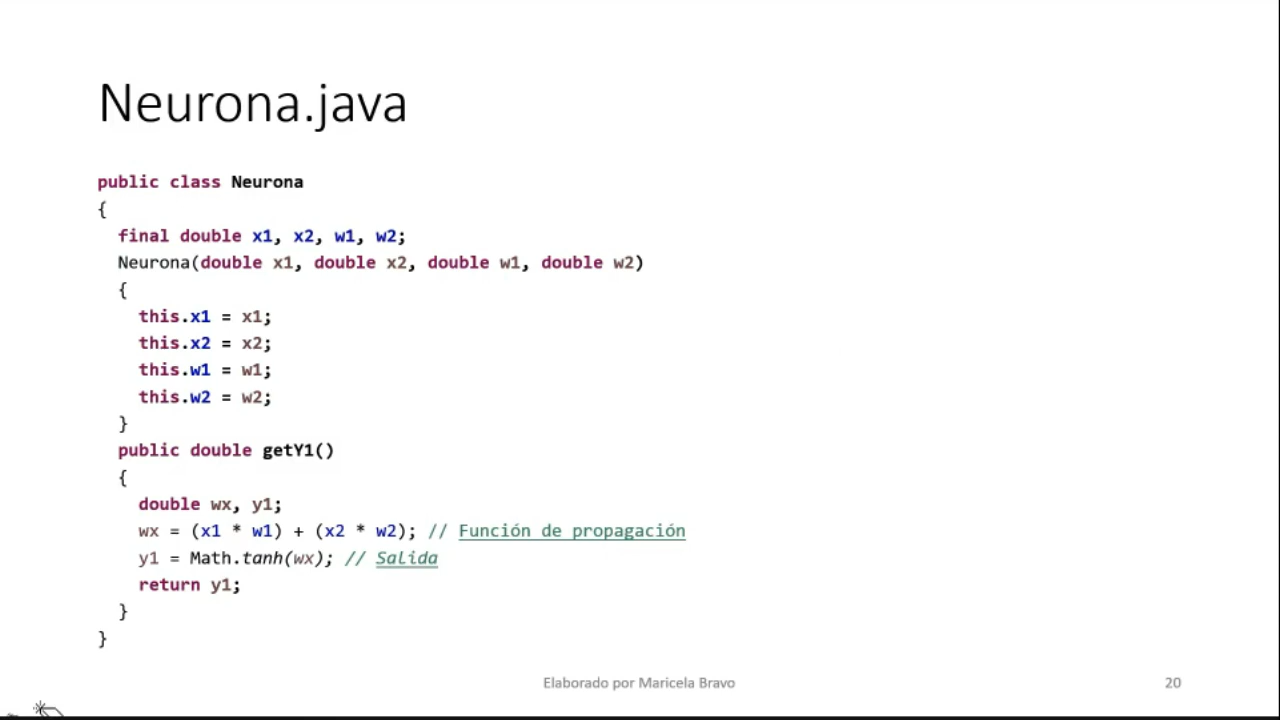 Neurona.java
public class Neurona
{
final double x1, x2, w1, w2;
Neurona(double x1, double x2, double w1, double w2)
{
this.x1 = x1;
this.x2 = x2;
this.w1 = w1;
this.w2 = w2;
}
public double getY1()
{
double wx, y1;
wx = (x1 * w1) + (x2 * w2); // Función de propagación
y1 = Math.tanh(wx); // Salida
return y1;
}
}
Elaborado por Maricela Bravo
20